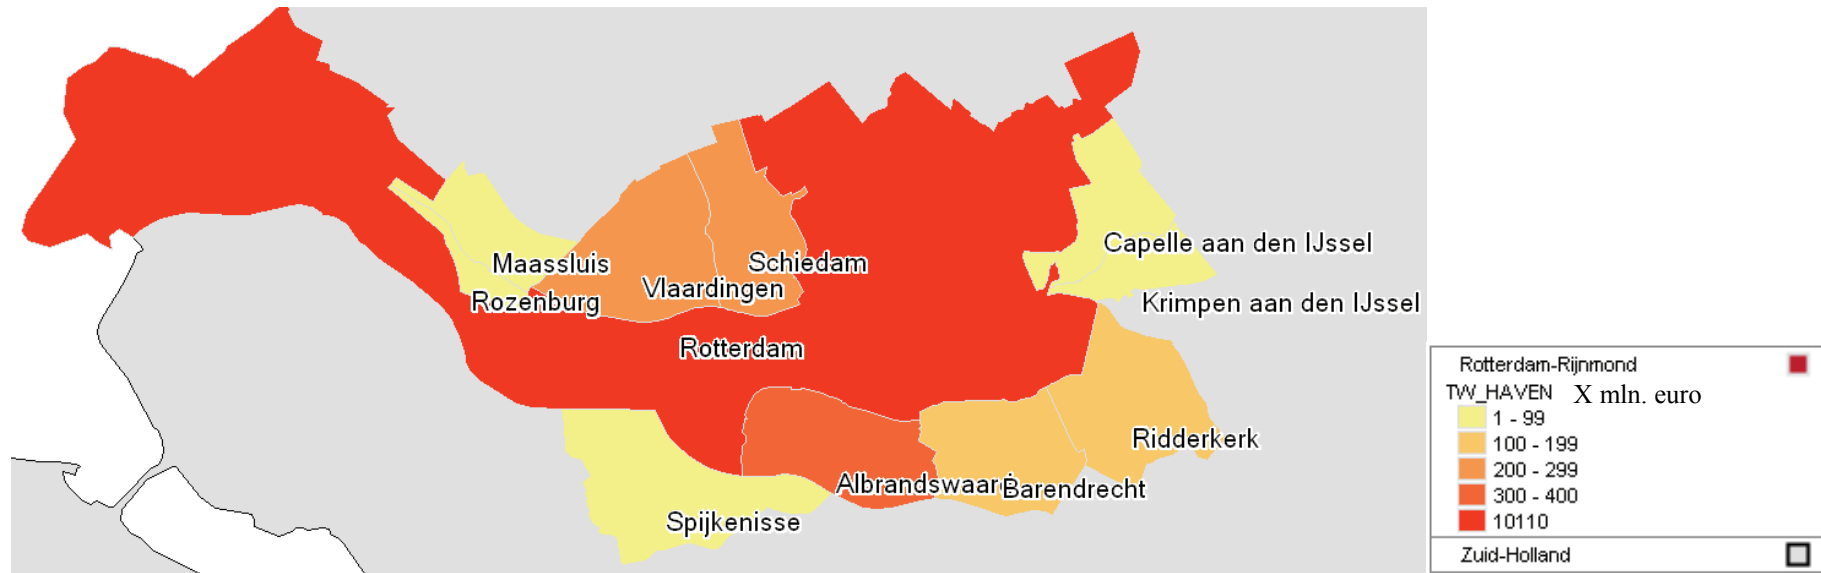 Capelle aan den IJssel
Maassluis
Schiedam
Vlaardingen
Rozenburg
Krimpen aan den IJssel
Rotterdam
Ridderkerk
Albrandswaard
Barendrecht
Spijkenisse
Rotterdam-Rijnmond
TW_HAVEN X mln. euro
1 - 99
100 - 199
200 - 299
300 - 400
10110
Zuid-Holland